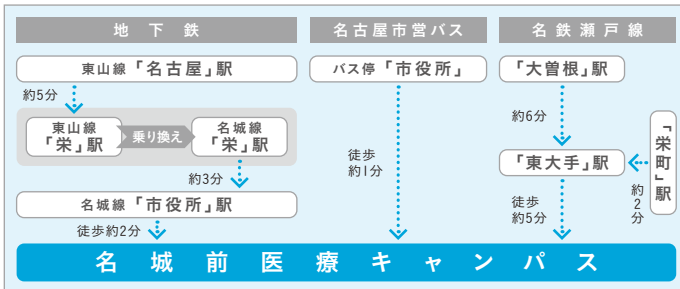 地下鉄
東山線「名古屋」駅
約5分
東山線
「栄」駅
乗り換え
名城線
「栄」駅
約3分
名城線「市役所」駅
徒歩約2分
名古屋市営バス
バス停「市役所」
徒歩
約1分
名鉄瀬戸線
「大曽根」駅
約6分
「東大手」駅
「栄町」駅
約2分
徒歩
約5分
名城前医療キャンパス